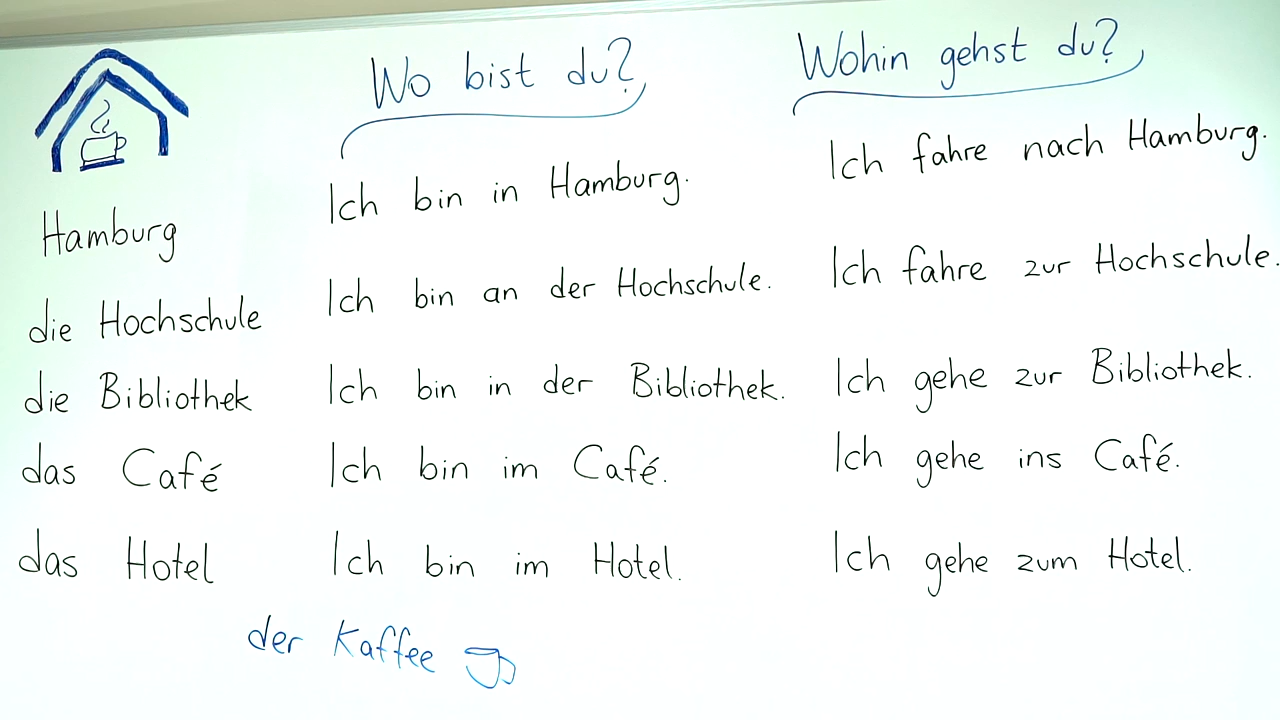 Wo bist du?
Wohin gehst du?
Hamburg
Ich bin in Hamburg.
Ich fahre nach Hamburg.
die Hochschule
Ich bin an der Hochschule.
Ich fahre zur Hochschule.
die Bibliothek
Ich bin in der Bibliothek.
Ich gehe zur Bibliothek.
das Café
Ich bin im Café.
Ich gehe ins Café.
das Hotel
Ich bin im Hotel.
Ich gehe zum Hotel.
der Kaffee